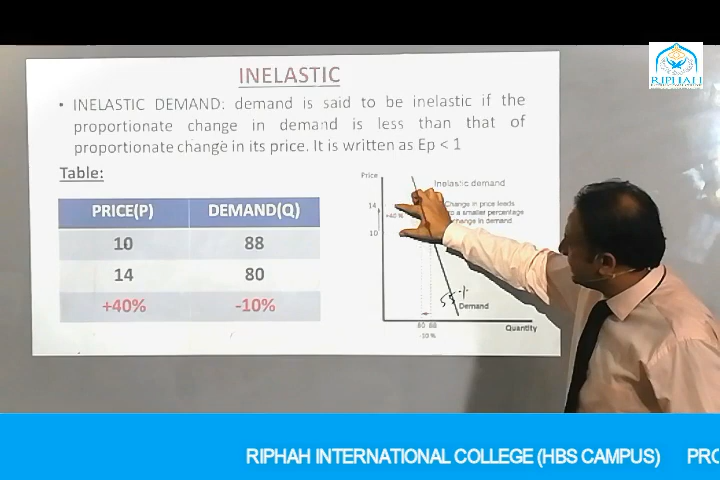 RIPHAH
INELASTIC
• INELASTIC DEMAND: demand is said to be inelastic if the
proportionate change in demand is less than that of
proportionate change in its price. It is written as Ep < 1
Table:
PRICE(P) DEMAND(Q)
10 88
14 80
+40% -10%
Price
Inelastic demand
14
Change in price leads
to a smaller percentage
change in demand.
+40 %
10
Demand
80 88
Quantity
-10 %
RIPHAH INTERNATIONAL COLLEGE (HBS CAMPUS) PRO